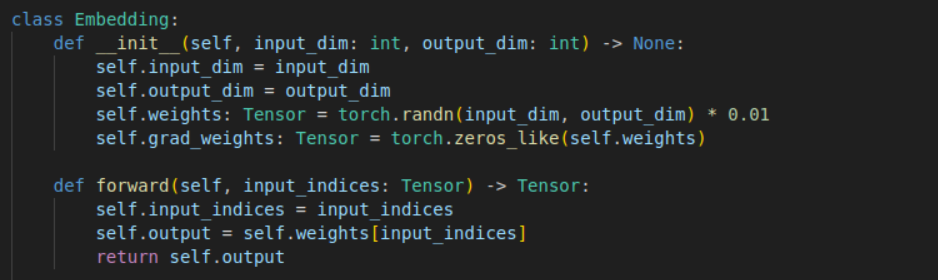 class Embedding:
    def __init__(self, input_dim: int, output_dim: int) -> None:
        self.input_dim = input_dim
        self.output_dim = output_dim
        self.weights: Tensor = torch.randn(input_dim, output_dim) * 0.01
        self.grad_weights: Tensor = torch.zeros_like(self.weights)

    def forward(self, input_indices: Tensor) -> Tensor:
        self.input_indices = input_indices
        self.output = self.weights[input_indices]
        return self.output